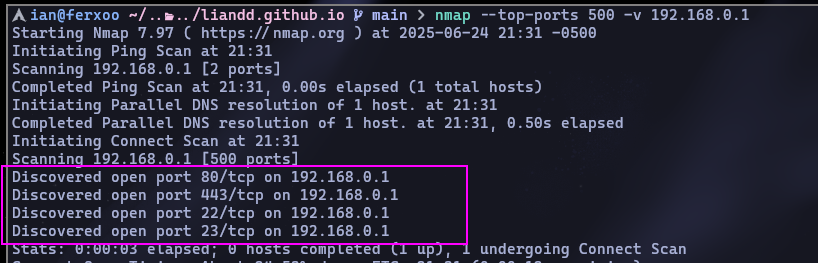 ian@ferxoo ~/../../liandd.github.io main > nmap --top-ports 500 -v 192.168.0.1
Starting Nmap 7.97 ( https://nmap.org ) at 2025-06-24 21:31 -0500
Initiating Ping Scan at 21:31
Scanning 192.168.0.1 [2 ports]
Completed Ping Scan at 21:31, 0.00s elapsed (1 total hosts)
Initiating Parallel DNS resolution of 1 host. at 21:31
Completed Parallel DNS resolution of 1 host. at 21:31, 0.50s elapsed
Initiating Connect Scan at 21:31
Scanning 192.168.0.1 [500 ports]
Discovered open port 80/tcp on 192.168.0.1
Discovered open port 443/tcp on 192.168.0.1
Discovered open port 22/tcp on 192.168.0.1
Discovered open port 23/tcp on 192.168.0.1
Stats: 0:00:03 elapsed; 0 hosts completed (1 up), 1 undergoing Connect Scan